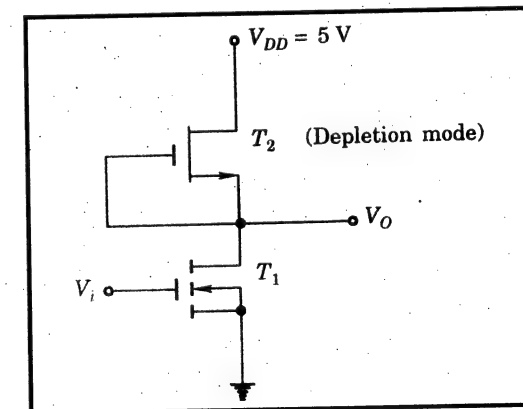 V_DD = 5 V
T_2 (Depletion mode)
V_O
T_1
V_i